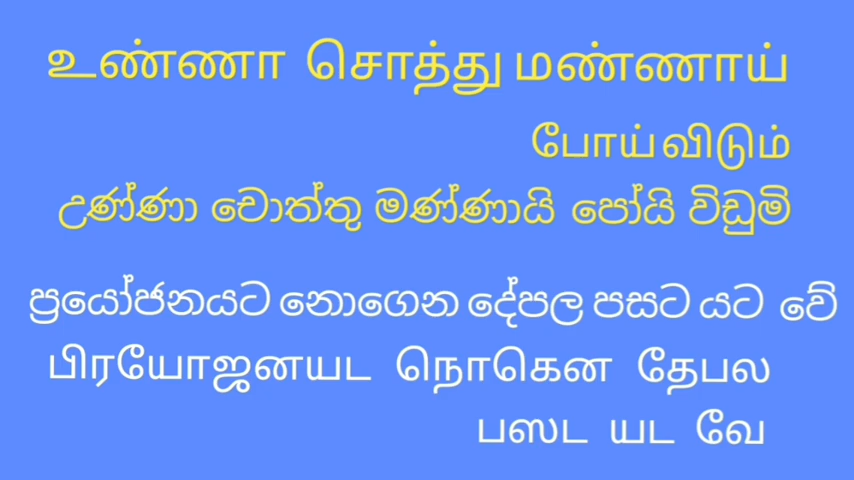 உண்ணா சொத்து மண்ணாய்
போய்விடும்
උණ්ණා චොත්තු මණ්ණායි පෝයි විඩුම්
ප්‍රයෝජනයට නොගෙන දේපල පසට යට වේ
பிரயோஜனயட நொகென தேபல
பஸட யட வே